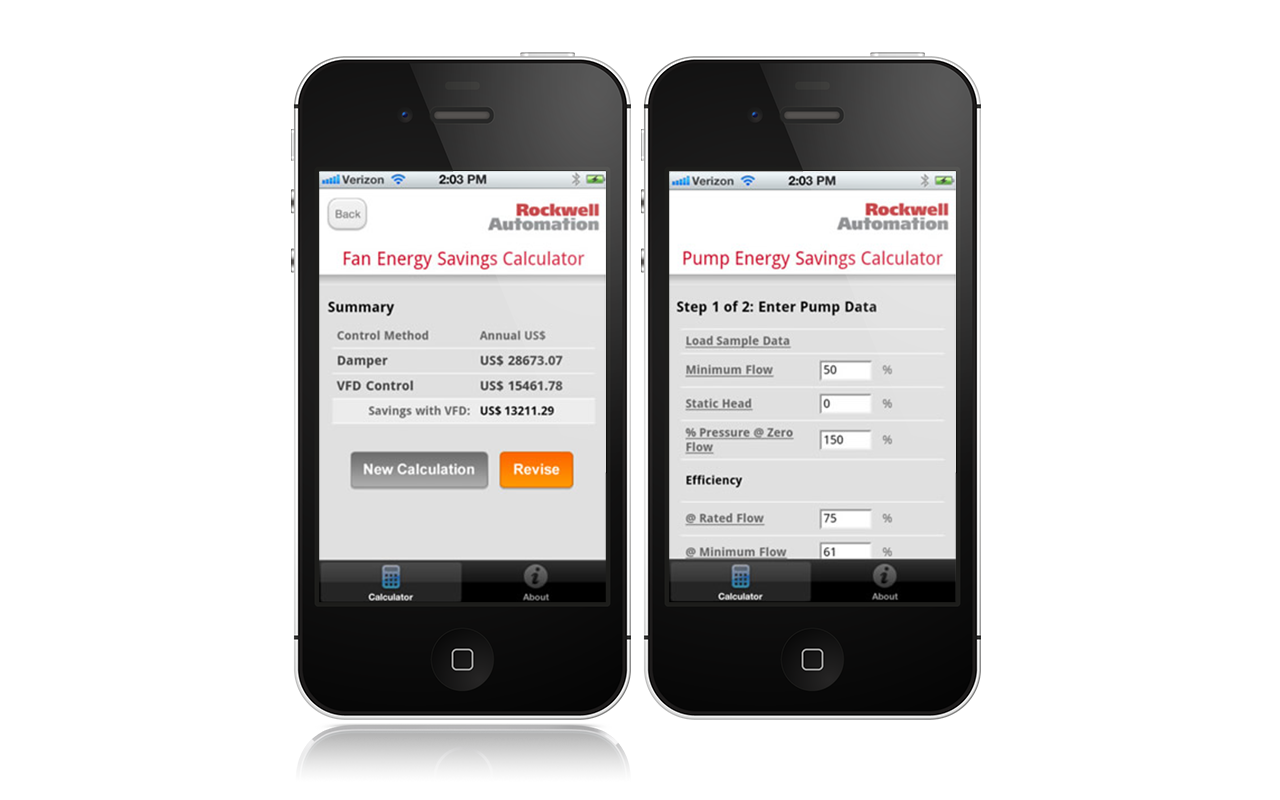 Verizon 2:03 PM
Back
Rockwell
Automation
Fan Energy Savings Calculator
Summary
Control Method Annual US$
Damper US$ 28673.07
VFD Control US$ 15461.78
Savings with VFD: US$ 13211.29
New Calculation Revise
Calculator About
Verizon 2:03 PM
Rockwell
Automation
Pump Energy Savings Calculator
Step 1 of 2: Enter Pump Data
Load Sample Data
Minimum Flow 50 %
Static Head 0 %
% Pressure @ Zero
Flow 150 %
Efficiency
@ Rated Flow 75 %
@ Minimum Flow 61 %
Calculator About